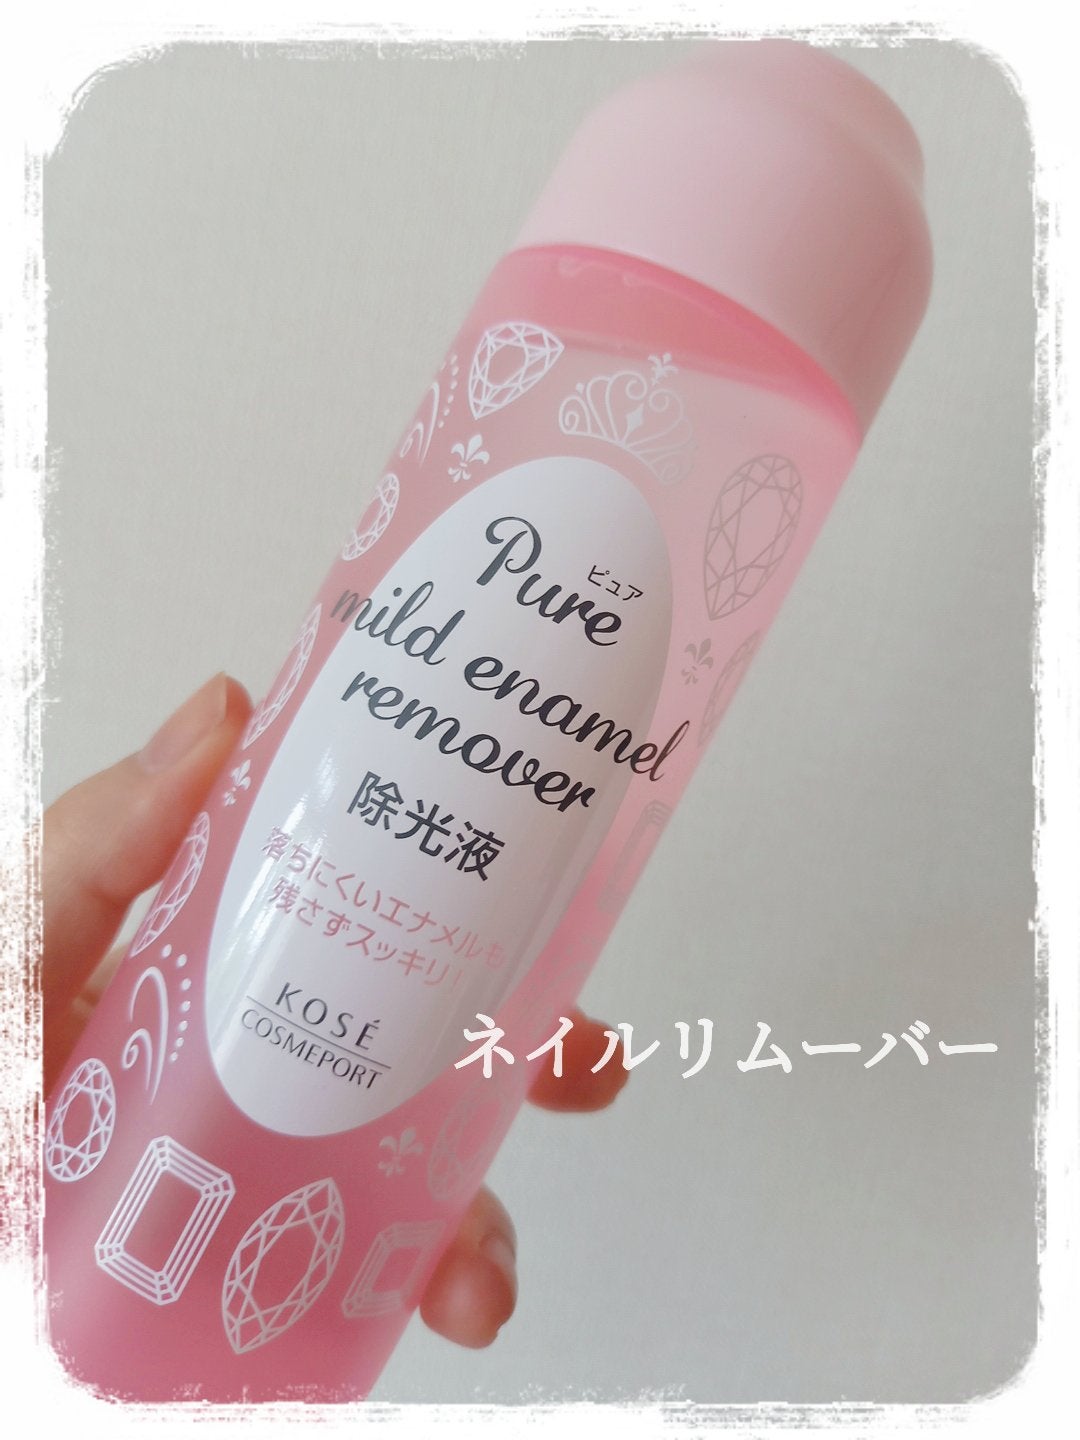 Pure
ピュア
mild enamel
remover
除光液
落ちにくいエナメルも
残さずスッキリ!
KOSÉ
COSMEPORT
ネイルリムーバー